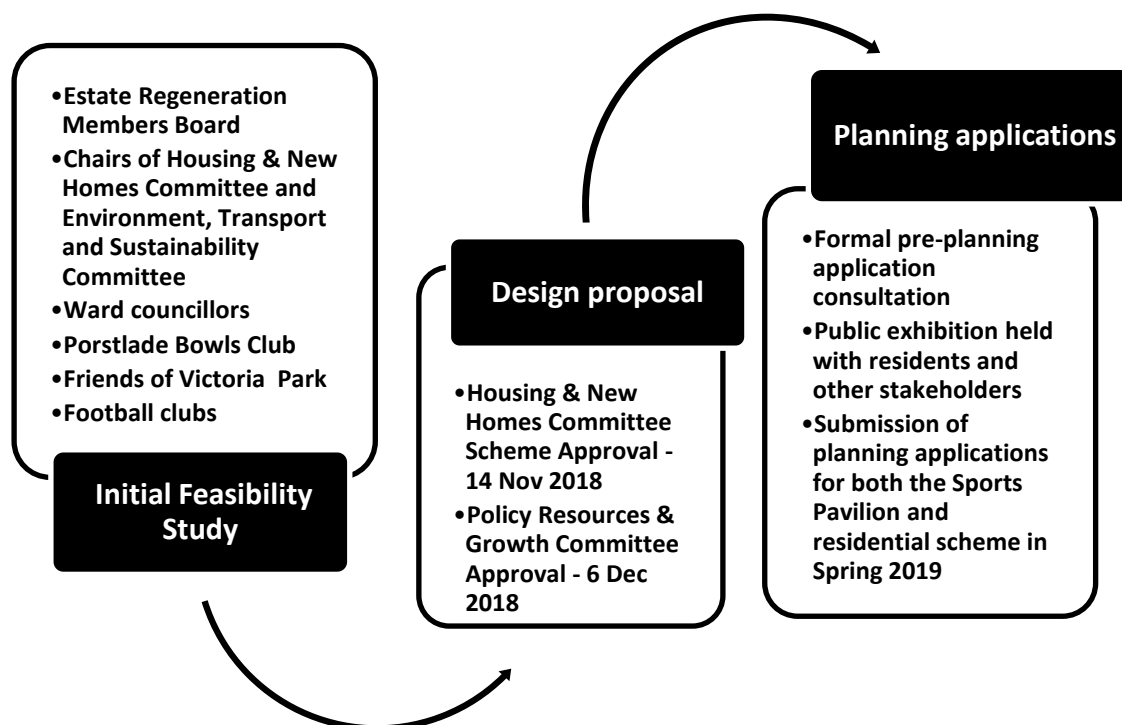 •Estate Regeneration
Members Board
•Chairs of Housing & New
Homes Committee and
Environment, Transport
and Sustainability
Committee
•Ward councillors
•Porstlade Bowls Club
•Friends of Victoria Park
•Football clubs
Initial Feasibility
Study
Design proposal
•Housing & New
Homes Committee
Scheme Approval -
14 Nov 2018
•Policy Resources &
Growth Committee
Approval - 6 Dec
2018
Planning applications
•Formal pre-planning
application
consultation
•Public exhibition held
with residents and
other stakeholders
•Submission of
planning applications
for both the Sports
Pavilion and
residential scheme in
Spring 2019